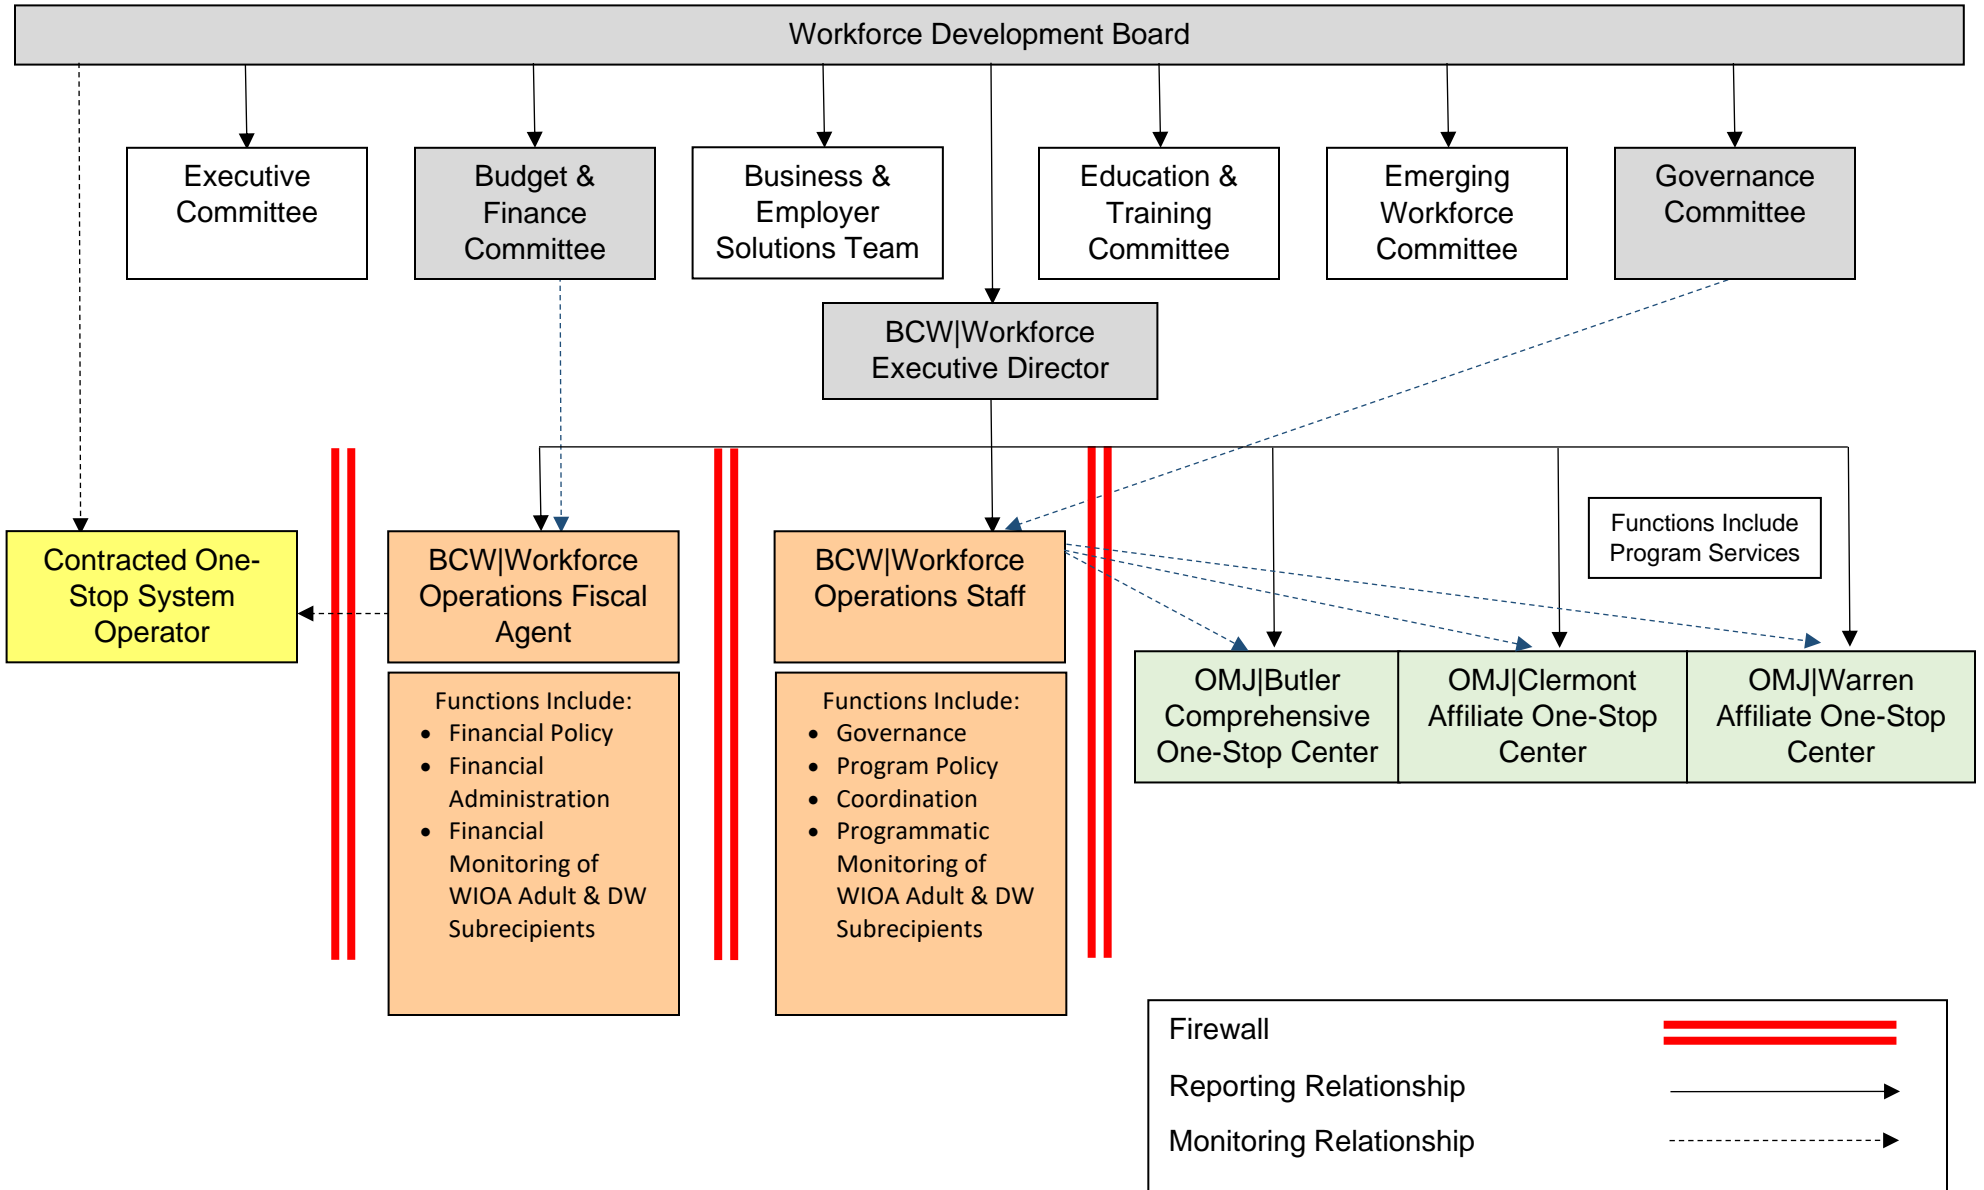 Workforce Development Board
Executive
Committee
Budget &
Finance
Committee
Business &
Employer
Solutions Team
Education &
Training
Committee
Emerging
Workforce
Committee
Governance
Committee
BCW|Workforce
Executive Director
Functions Include
Program Services
Contracted One-
Stop System
Operator
BCW|Workforce
Operations Fiscal
Agent
BCW|Workforce
Operations Staff
OMJ|Butler
Comprehensive
One-Stop Center
OMJ|Clermont
Affiliate One-Stop
Center
OMJ|Warren
Affiliate One-Stop
Center
Functions Include:
• Financial Policy
• Financial
Administration
• Financial
Monitoring of
WIOA Adult & DW
Subrecipients
Functions Include:
• Governance
• Program Policy
• Coordination
• Programmatic
Monitoring of
WIOA Adult & DW
Subrecipients
Firewall
Reporting Relationship
Monitoring Relationship